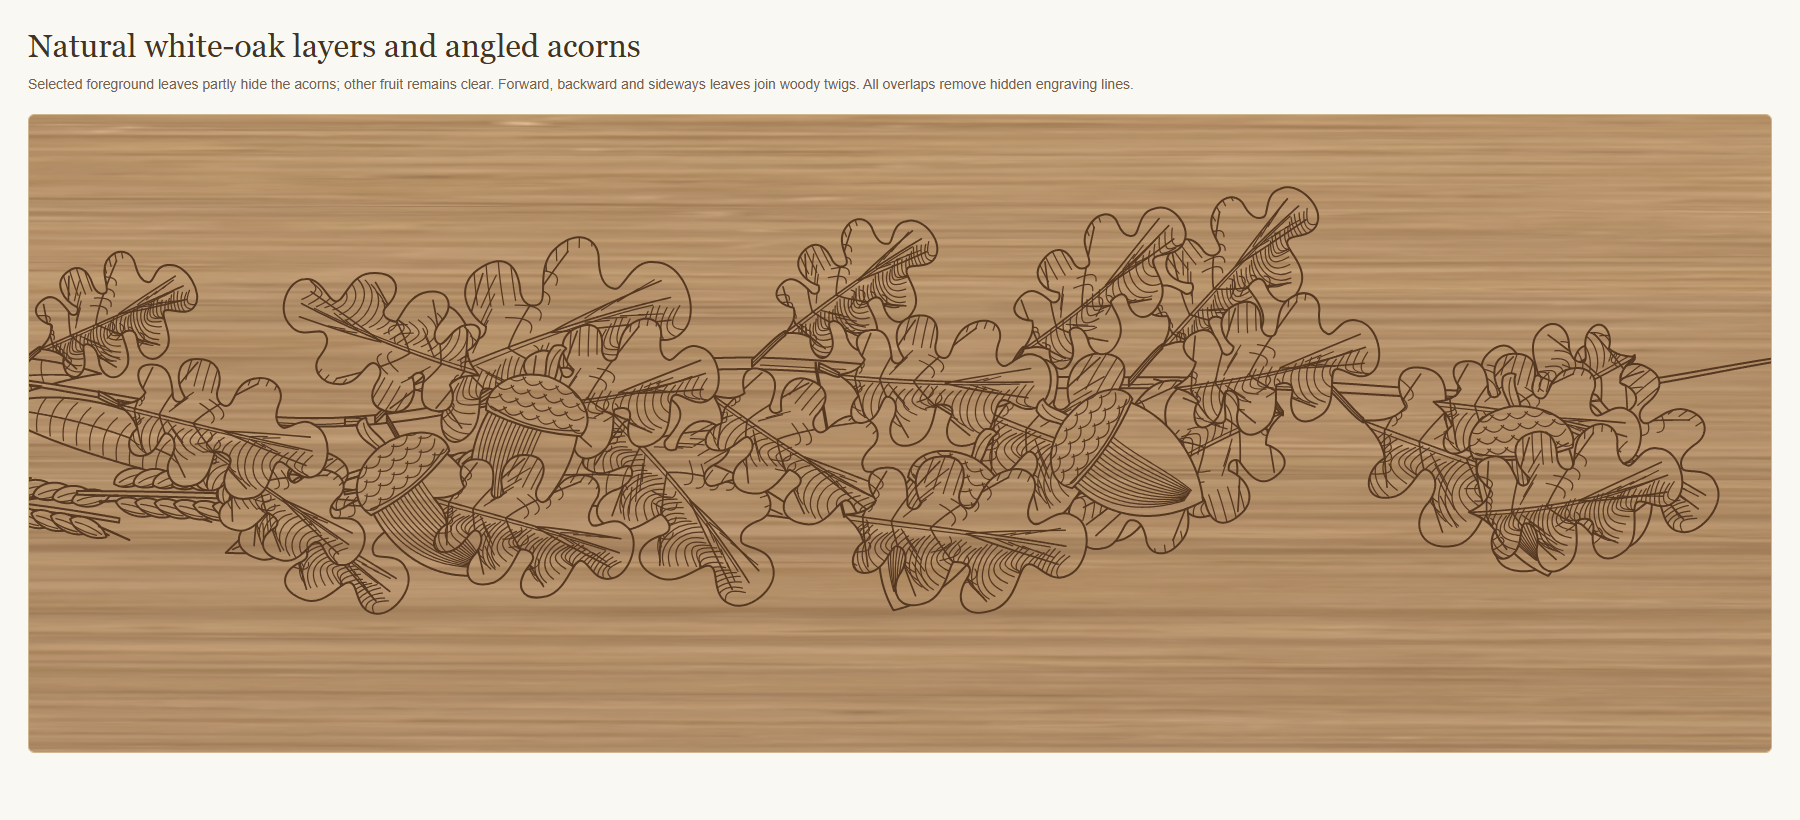 Natural white-oak layers and angled acorns
Selected foreground leaves partly hide the acorns; other fruit remains clear. Forward, backward and sideways leaves join woody twigs. All overlaps remove hidden engraving lines.